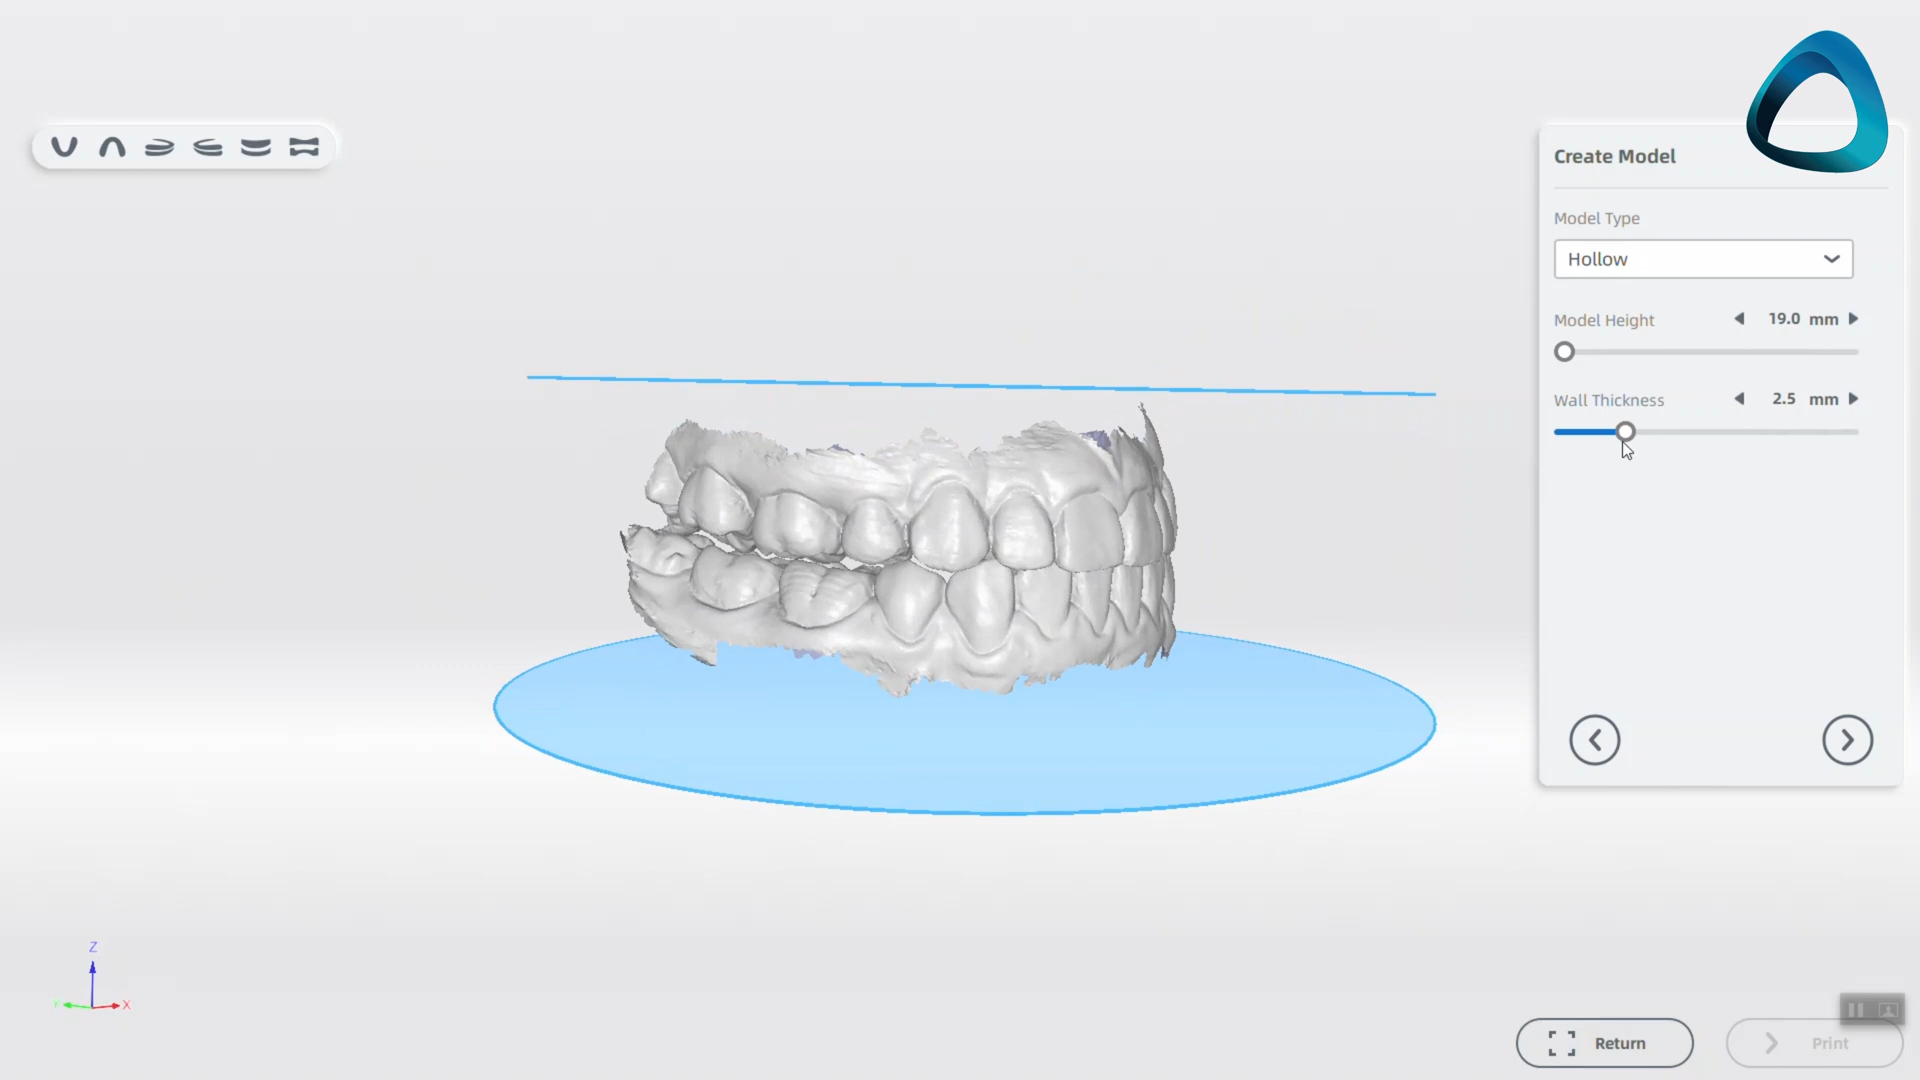 Create Model
Model Type
Hollow
Model Height 19.0 mm
Wall Thickness 2.5 mm
Z
Y X
Return
Print